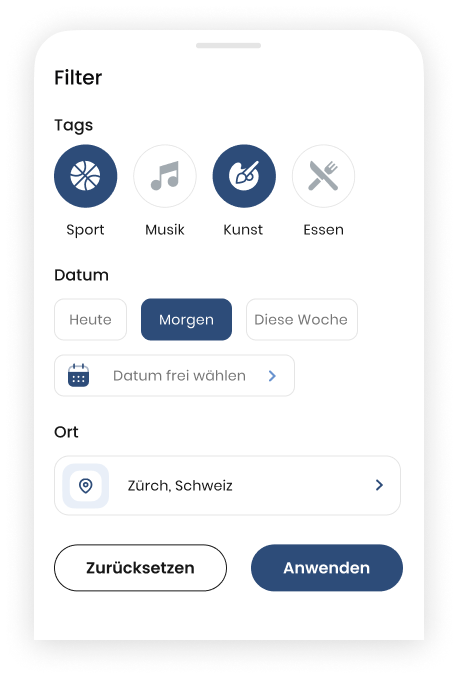 Filter
Tags
Sport Musik Kunst Essen
Datum
Heute Morgen Diese Woche
Datum frei wählen
Ort
Zürch, Schweiz
Zurücksetzen Anwenden